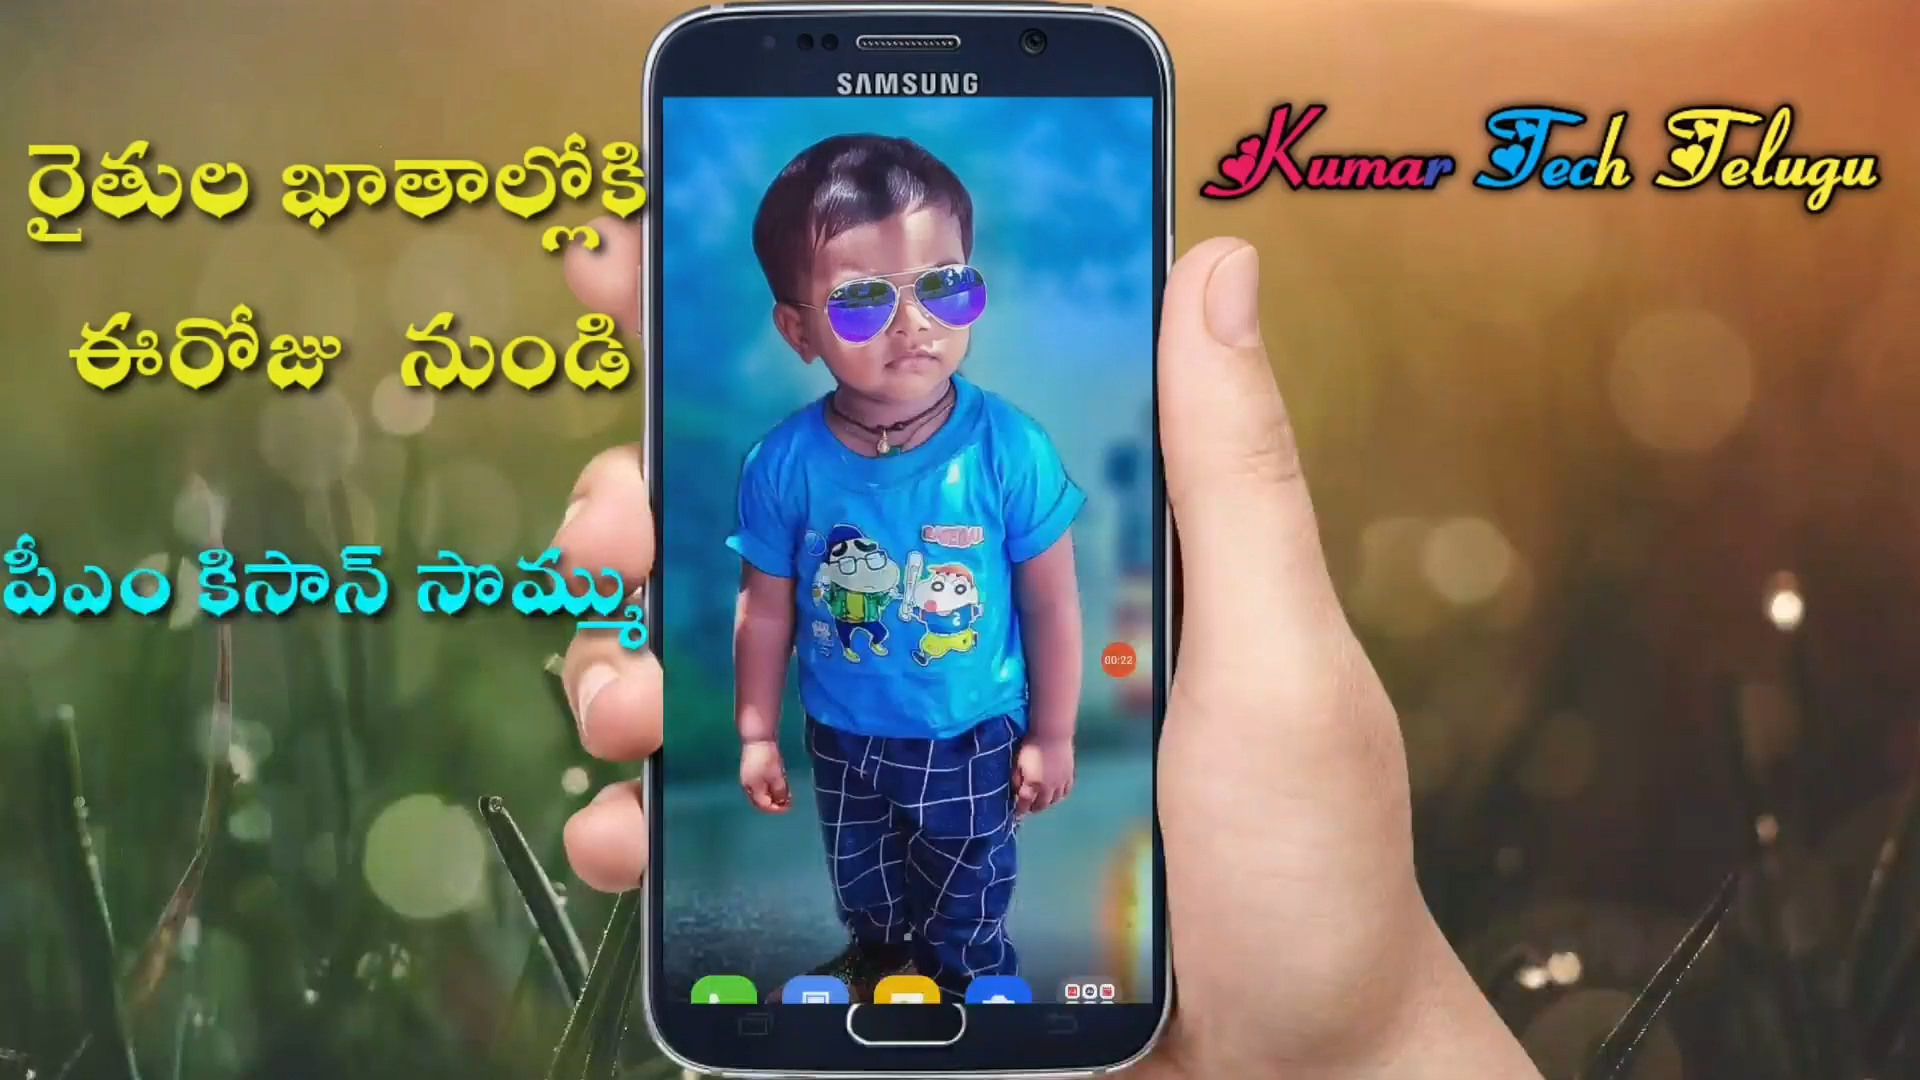 SAMSUNG
Kumar Tech Telugu
రైతుల ఖాతాల్లోకి
ఈరోజు నుండి
పీఎం కిసాన్ సొమ్ము
00:22